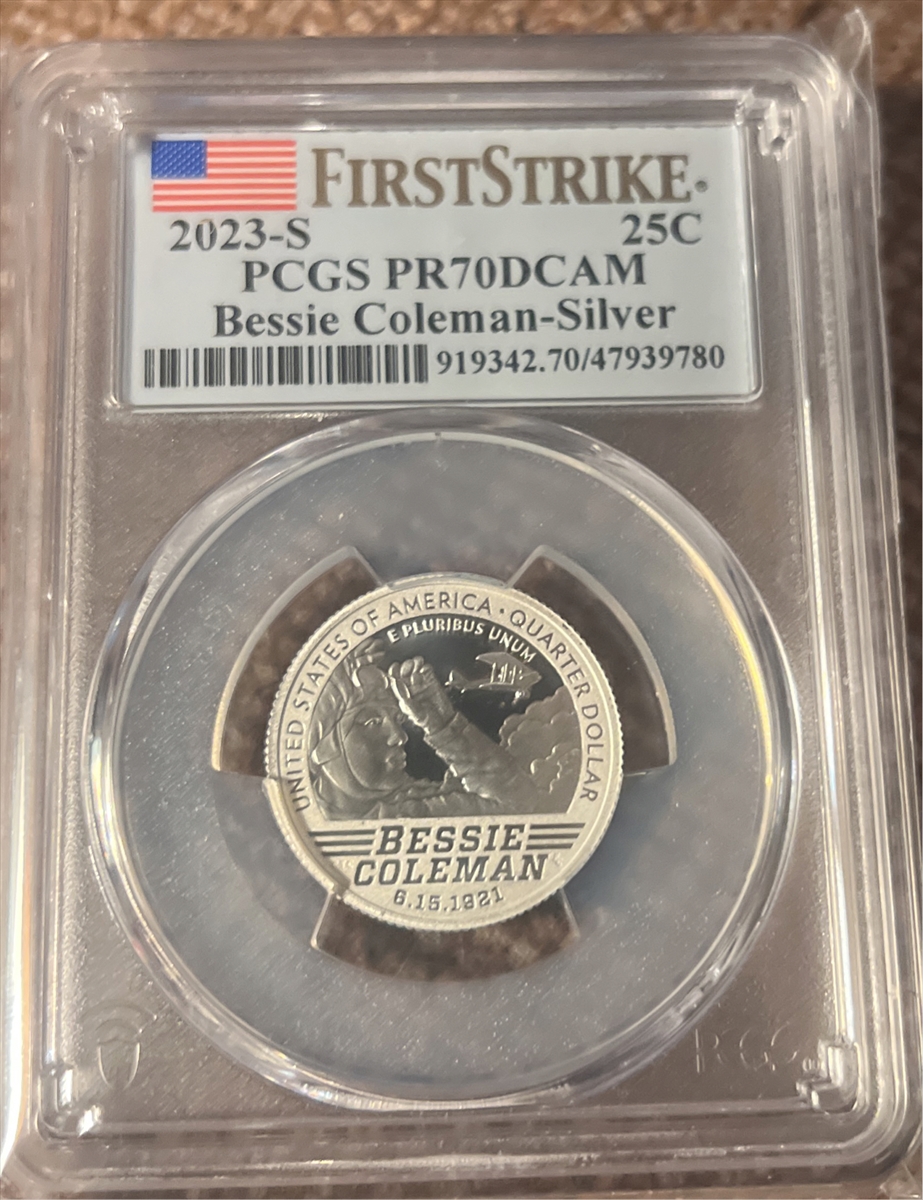 FIRSTSTRIKE®
2023-S 25C
PCGS PR70DCAM
Bessie Coleman-Silver
919342.70/47939780
UNITED STATES OF AMERICA · QUARTER DOLLAR
E PLURIBUS UNUM
BESSIE
COLEMAN
6.15.1921